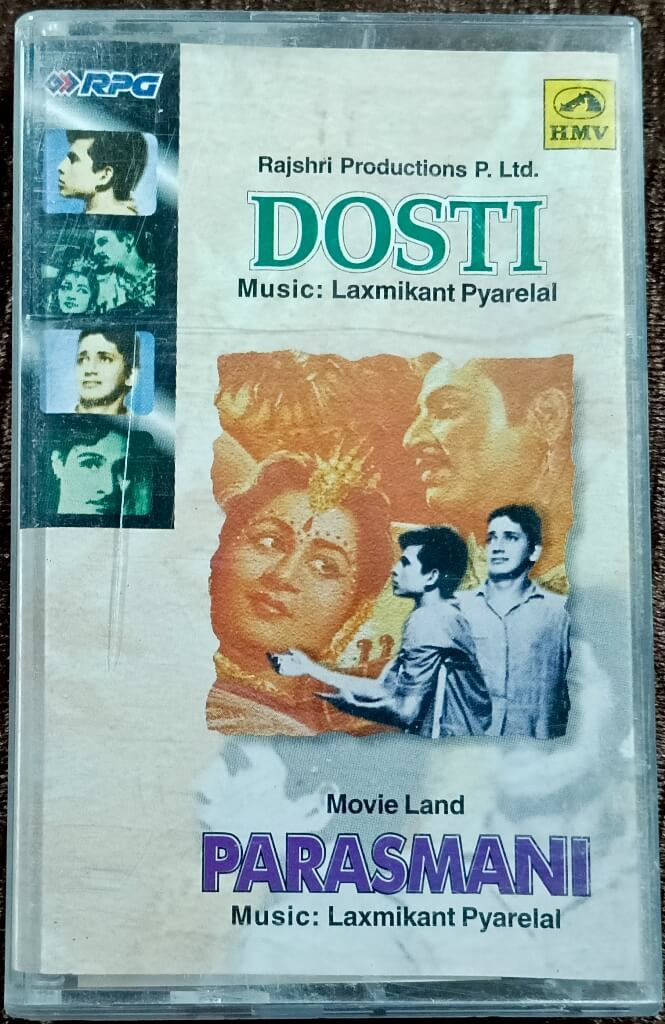 RPG
HMV
Rajshri Productions P. Ltd.
DOSTI
Music: Laxmikant Pyarelal
Movie Land
PARASMANI
Music: Laxmikant Pyarelal